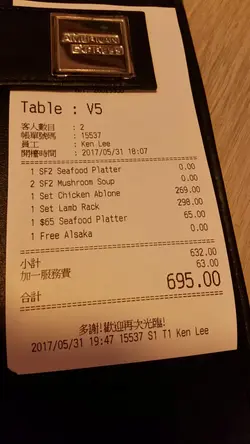 AMERICAN
EXPRESS
Table : V5
客人數目 : 2
帳單號碼 : 15537
員工 : Ken Lee
開檯時間 : 2017/05/31 18:07
1 SF2 Seafood Platter 0.00
2 SF2 Mushroom Soup 0.00
1 Set Chicken Ablone 269.00
1 Set Lamb Rack 298.00
1 $65 Seafood Platter 65.00
1 Free Alsaka 0.00
小計 632.00
加一服務費 63.00
合計 695.00
多謝!歡迎再次光臨!
2017/05/31 19:47 15537 S1 T1 Ken Lee